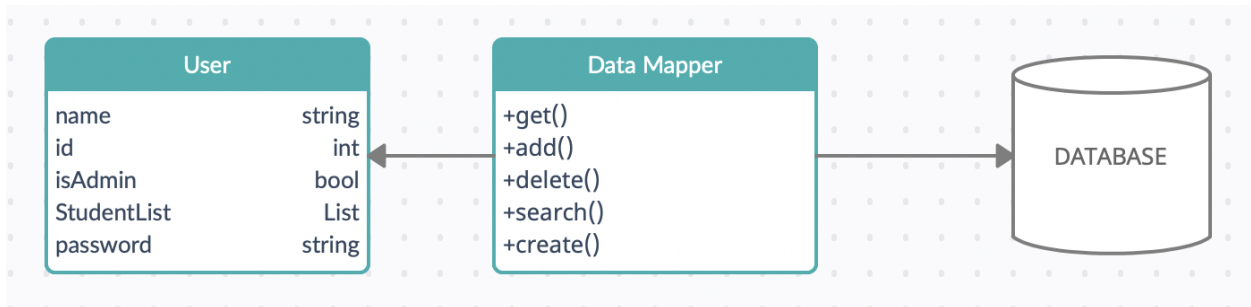 User
name string
id int
isAdmin bool
StudentList List
password string
Data Mapper
+get()
+add()
+delete()
+search()
+create()
DATABASE